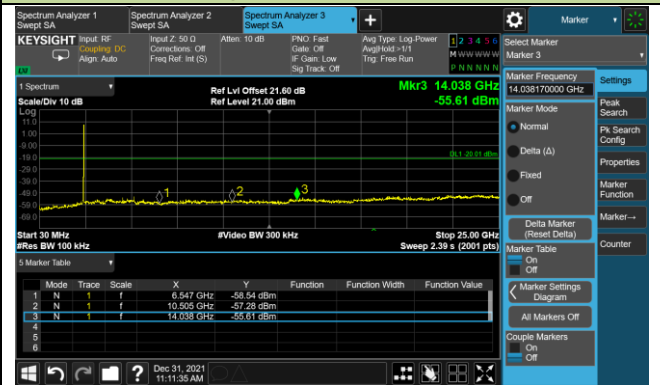 Spectrum Analyzer 1
Swept SA
Spectrum Analyzer 2
Swept SA
Spectrum Analyzer 3
Swept SA
Marker
KEYSIGHT
Input: RF
Coupling: DC
Align: Auto
Input Z: 50 Ω
Corrections: Off
Freq Ref: Int (S)
Atten: 10 dB
PNO: Fast
Gate: Off
IF Gain: Low
Sig Track: Off
Avg Type: Log-Power
Avg|Hold:>1/1
Trig: Free Run
1 2 3 4 5 6
M W W W W W
P N N N N N
Select Marker
Marker 3
1 Spectrum
Scale/Div 10 dB
Log
Ref Lvl Offset 21.60 dB
Ref Level 21.00 dBm
Mkr3 14.038 GHz
-55.61 dBm
11.0
1.00
-9.00
-19.0
-29.0
-39.0
-49.0
-59.0
-69.0
1
2
3
Start 30 MHz
#Res BW 100 kHz
#Video BW 300 kHz
Stop 25.00 GHz
Sweep 2.39 s (2001 pts)
5 Marker Table
Mode Trace Scale X Y Function Function Width Function Value
1 N 1 f 6.547 GHz -58.54 dBm
2 N 1 f 10.505 GHz -57.28 dBm
3 N 1 f 14.038 GHz -55.61 dBm
4
5
6
Dec 31, 2021
11:11:35 AM
Marker Frequency
14.038170000 GHz
Marker Mode
Normal
Delta (Δ)
Fixed
Off
Delta Marker
(Reset Delta)
Marker Table
On
Off
Marker Settings
Diagram
All Markers Off
Couple Markers
On
Off
Settings
Peak
Search
Pk Search
Config
Properties
Marker
Function
Marker→
Counter